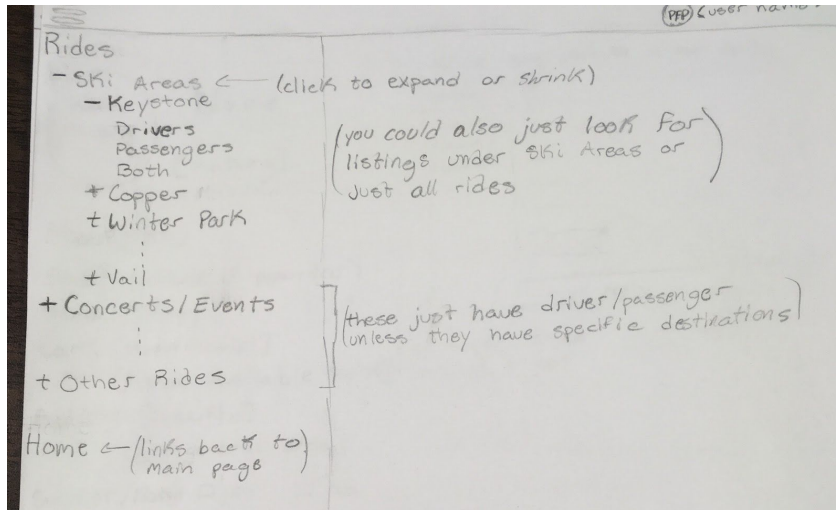 (PFP) (user name
Rides
- Ski Areas ← (click to expand or shrink)
- Keystone
Drivers
Passengers
Both
+ Copper
+ Winter Park
+ Vail
(you could also just look for
listings under Ski Areas or
just all rides)
+ Concerts/Events
+ Other Rides
(these just have driver/passenger
unless they have specific destinations)
Home ← (links back to
main page)